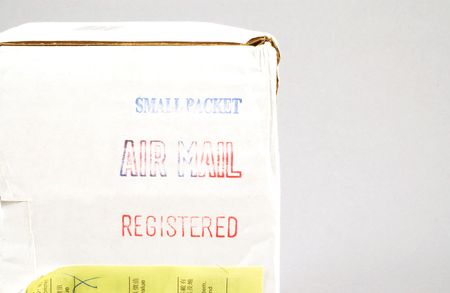 SMALL PACKET
AIR MAIL
REGISTERED